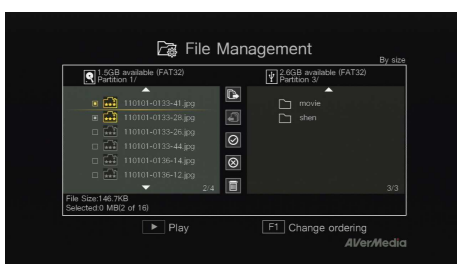 File Management
By size
1.5GB available (FAT32)
Partition 1/
2.6GB available (FAT32)
Partition 3/
110101-0133-41.jpg
110101-0133-28.jpg
110101-0133-26.jpg
110101-0133-44.jpg
110101-0136-14.jpg
110101-0136-12.jpg
2/4
movie
shen
3/3
File Size:146.7KB
Selected:0 MB(2 of 16)
Play
F1 Change ordering
AVerMedia